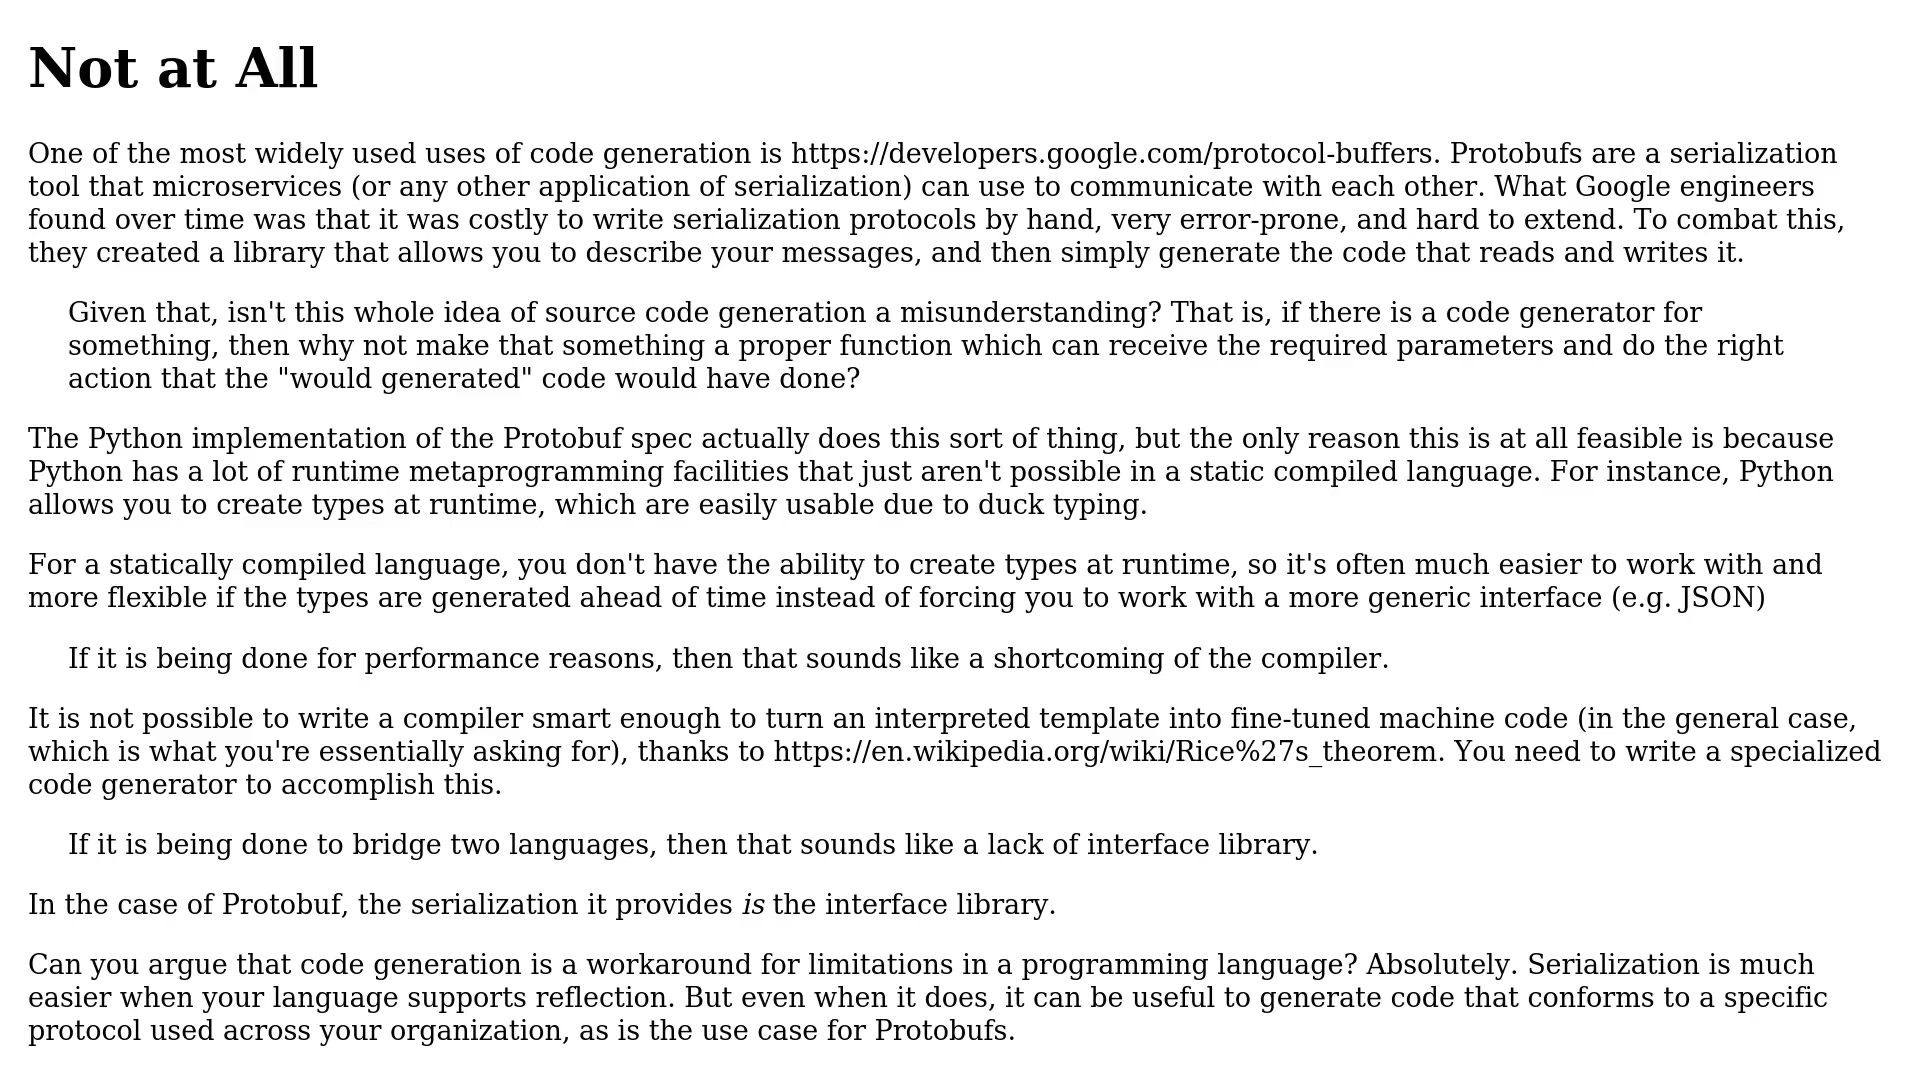 Not at All
One of the most widely used uses of code generation is https://developers.google.com/protocol-buffers. Protobufs are a serialization
tool that microservices (or any other application of serialization) can use to communicate with each other. What Google engineers
found over time was that it was costly to write serialization protocols by hand, very error-prone, and hard to extend. To combat this,
they created a library that allows you to describe your messages, and then simply generate the code that reads and writes it.
Given that, isn't this whole idea of source code generation a misunderstanding? That is, if there is a code generator for
something, then why not make that something a proper function which can receive the required parameters and do the right
action that the "would generated" code would have done?
The Python implementation of the Protobuf spec actually does this sort of thing, but the only reason this is at all feasible is because
Python has a lot of runtime metaprogramming facilities that just aren't possible in a static compiled language. For instance, Python
allows you to create types at runtime, which are easily usable due to duck typing.
For a statically compiled language, you don't have the ability to create types at runtime, so it's often much easier to work with and
more flexible if the types are generated ahead of time instead of forcing you to work with a more generic interface (e.g. JSON)
If it is being done for performance reasons, then that sounds like a shortcoming of the compiler.
It is not possible to write a compiler smart enough to turn an interpreted template into fine-tuned machine code (in the general case,
which is what you're essentially asking for), thanks to https://en.wikipedia.org/wiki/Rice%27s_theorem. You need to write a specialized
code generator to accomplish this.
If it is being done to bridge two languages, then that sounds like a lack of interface library.
In the case of Protobuf, the serialization it provides is the interface library.
Can you argue that code generation is a workaround for limitations in a programming language? Absolutely. Serialization is much
easier when your language supports reflection. But even when it does, it can be useful to generate code that conforms to a specific
protocol used across your organization, as is the use case for Protobufs.